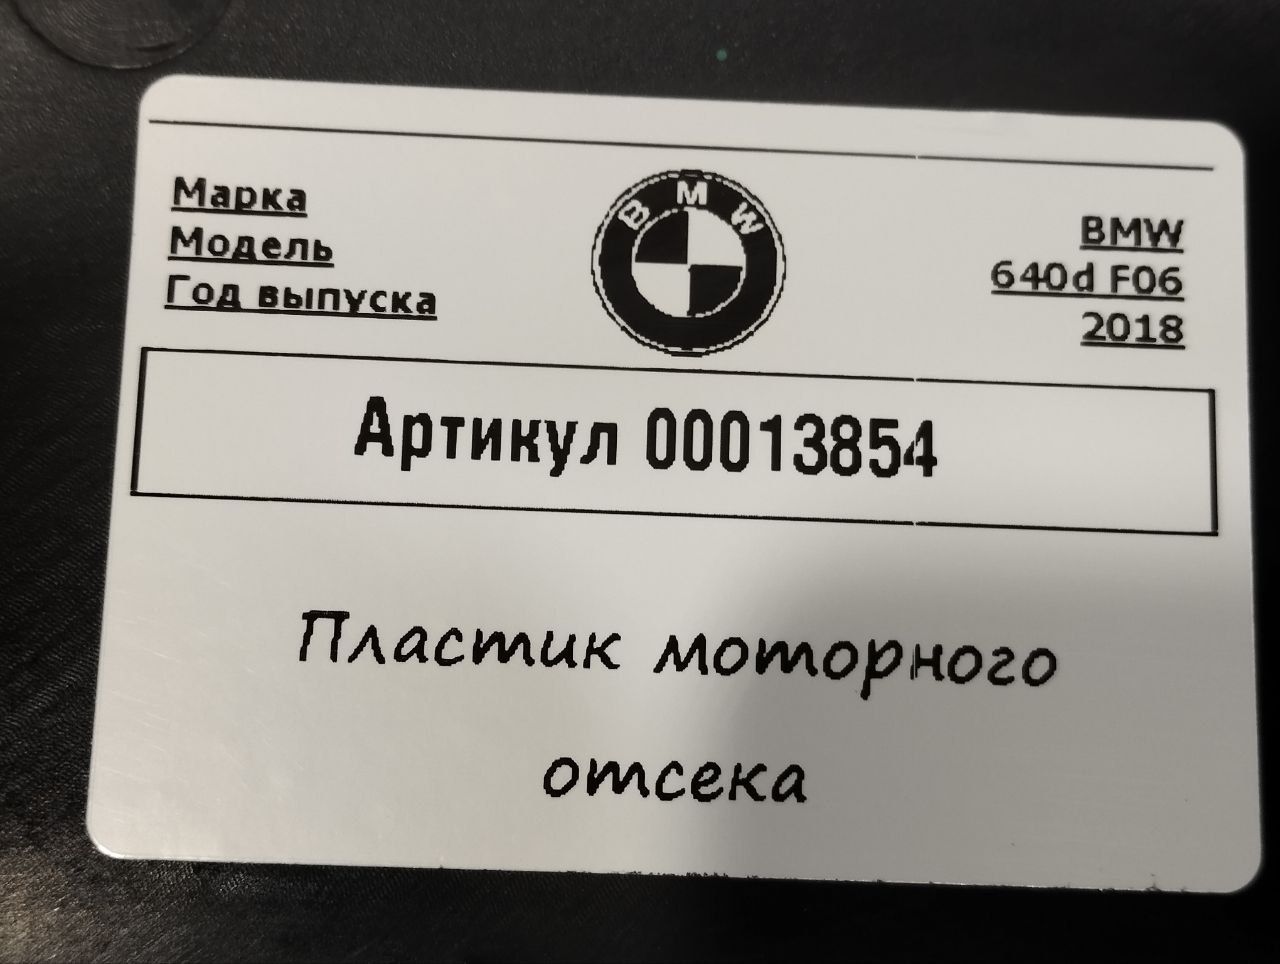 Марка
Модель
Год выпуска
BMW
BMW
640d F06
2018
Артикул 00013854
Пластик моторного
отсека